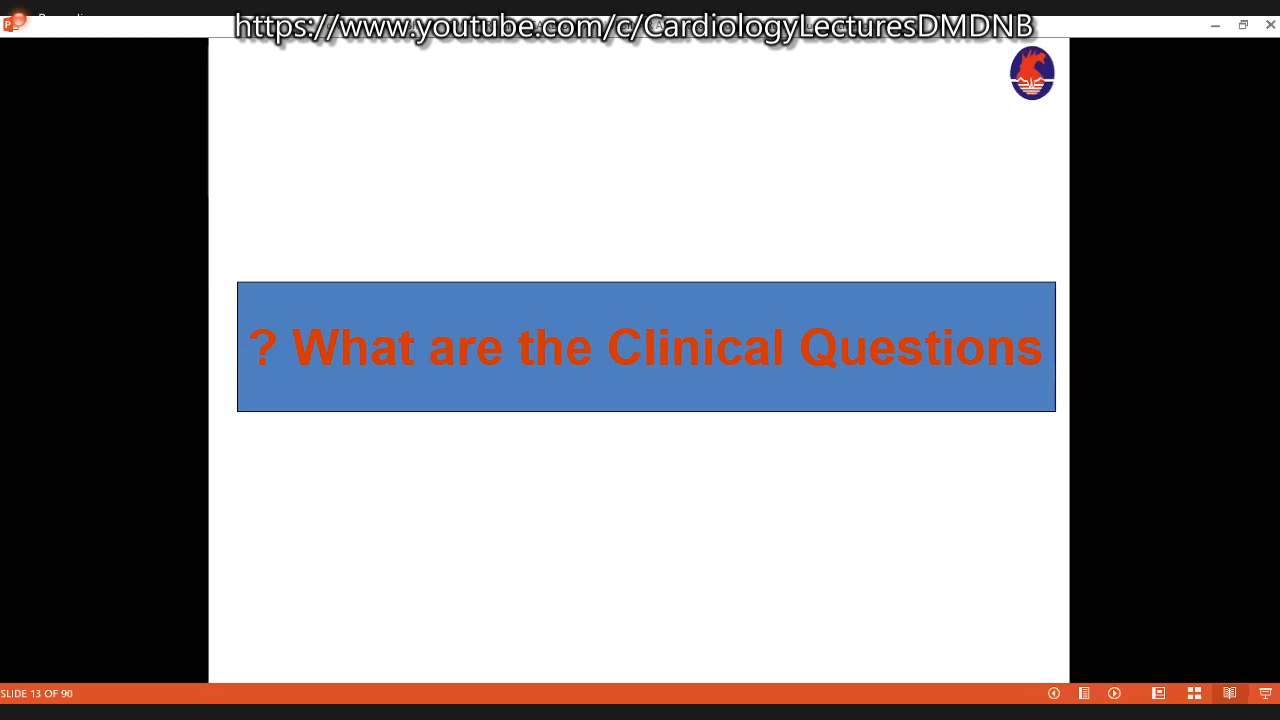 https://www.youtube.com/c/CardiologyLecturesDMDNB
? What are the Clinical Questions
SLIDE 13 OF 90